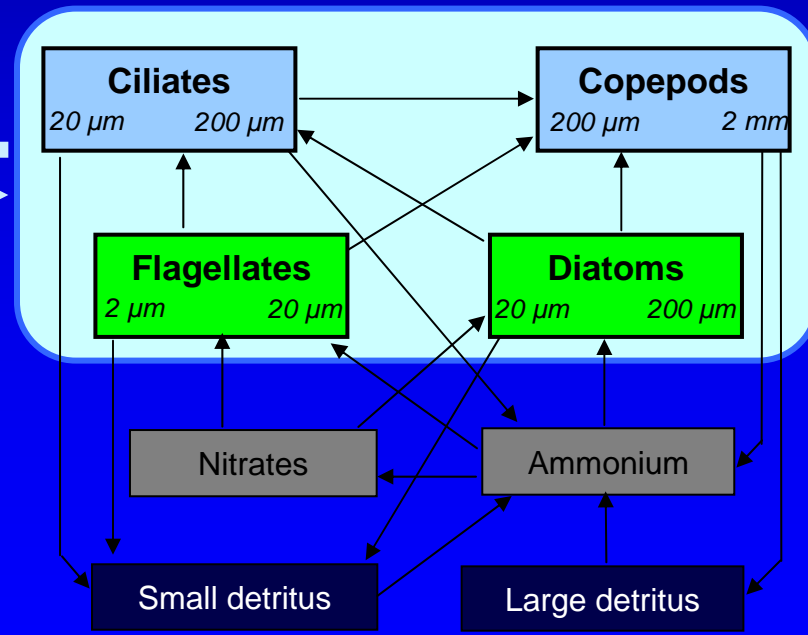 Ciliates
20 µm 200 µm
Copepods
200 µm 2 mm
Flagellates
2 µm 20 µm
Diatoms
20 µm 200 µm
Nitrates
Ammonium
Small detritus
Large detritus